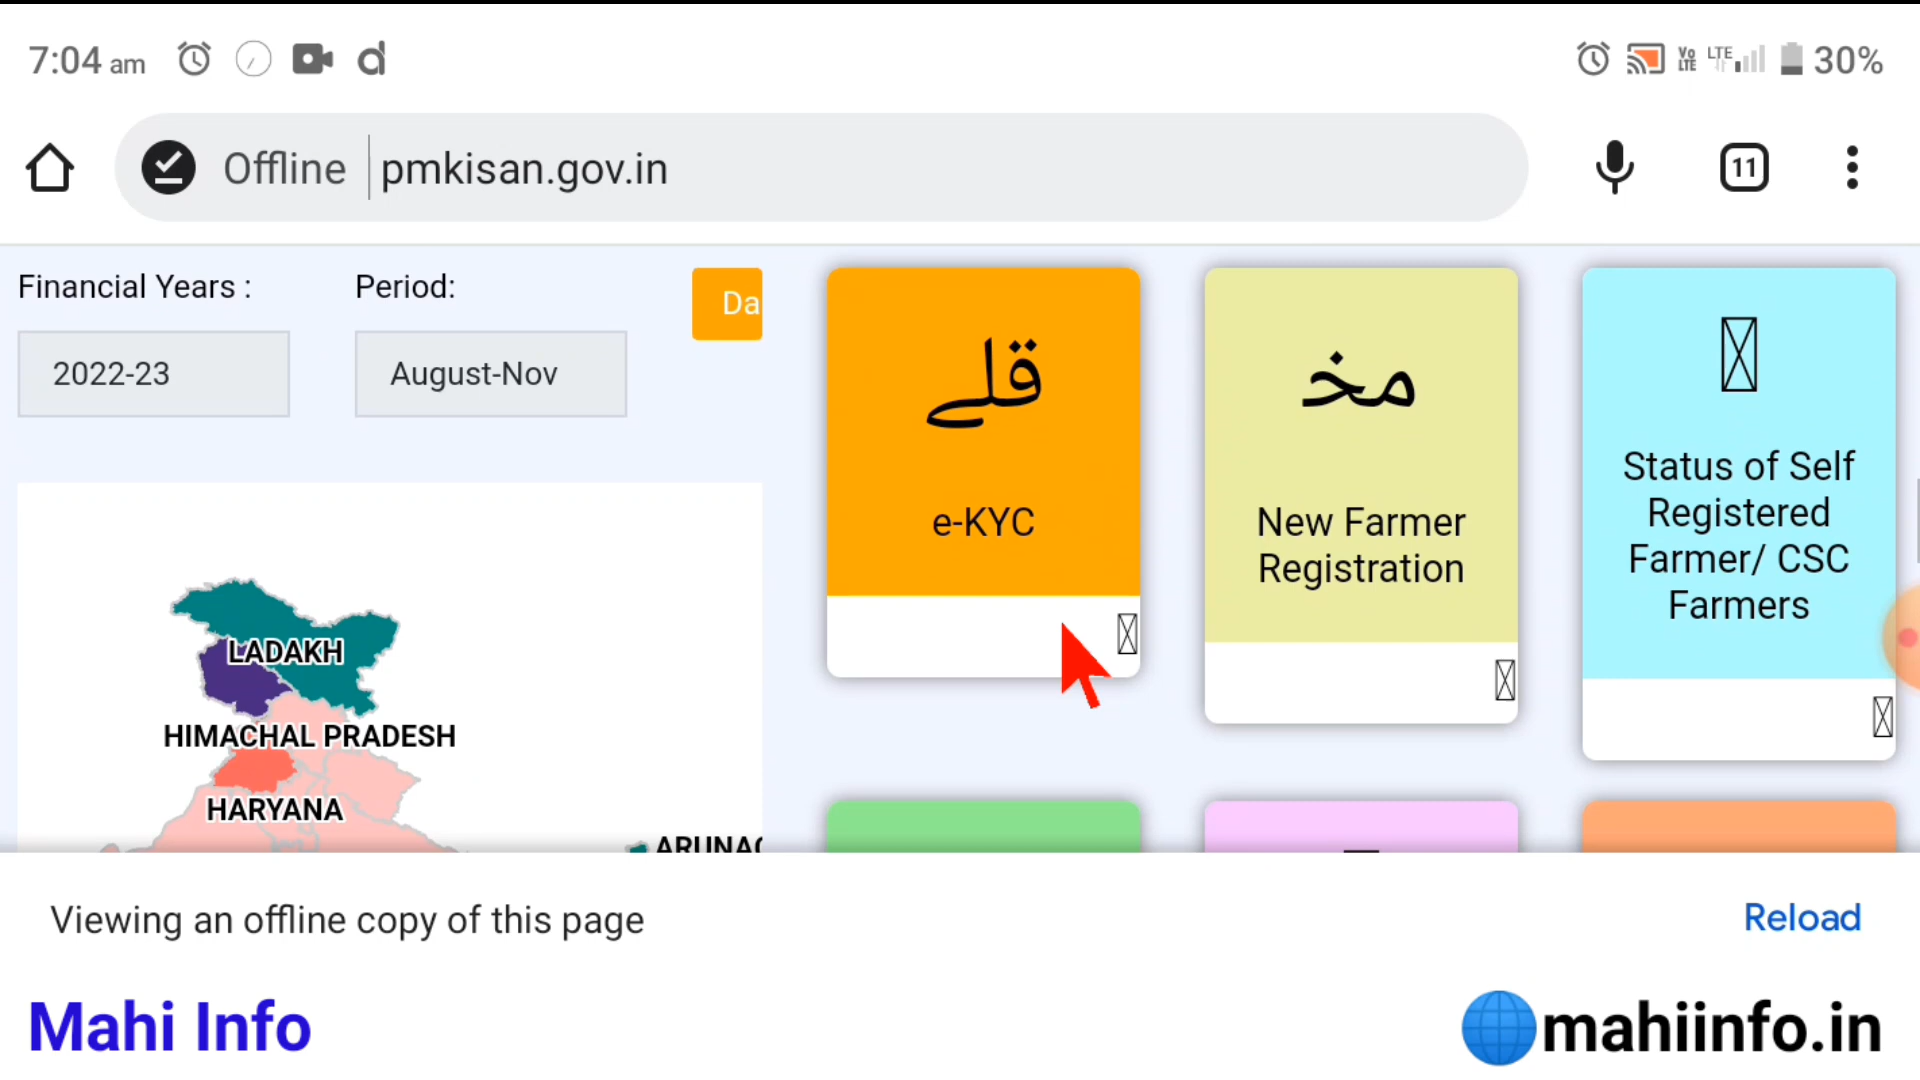 7:04 am
30%
Offline
pmkisan.gov.in
11
Financial Years :
Period:
Da
2022-23
August-Nov
قلے
e-KYC
مخ
New Farmer
Registration
Status of Self
Registered
Farmer/ CSC
Farmers
LADAKH
HIMACHAL PRADESH
HARYANA
ARUNAC
Viewing an offline copy of this page
Reload
Mahi Info
mahiinfo.in